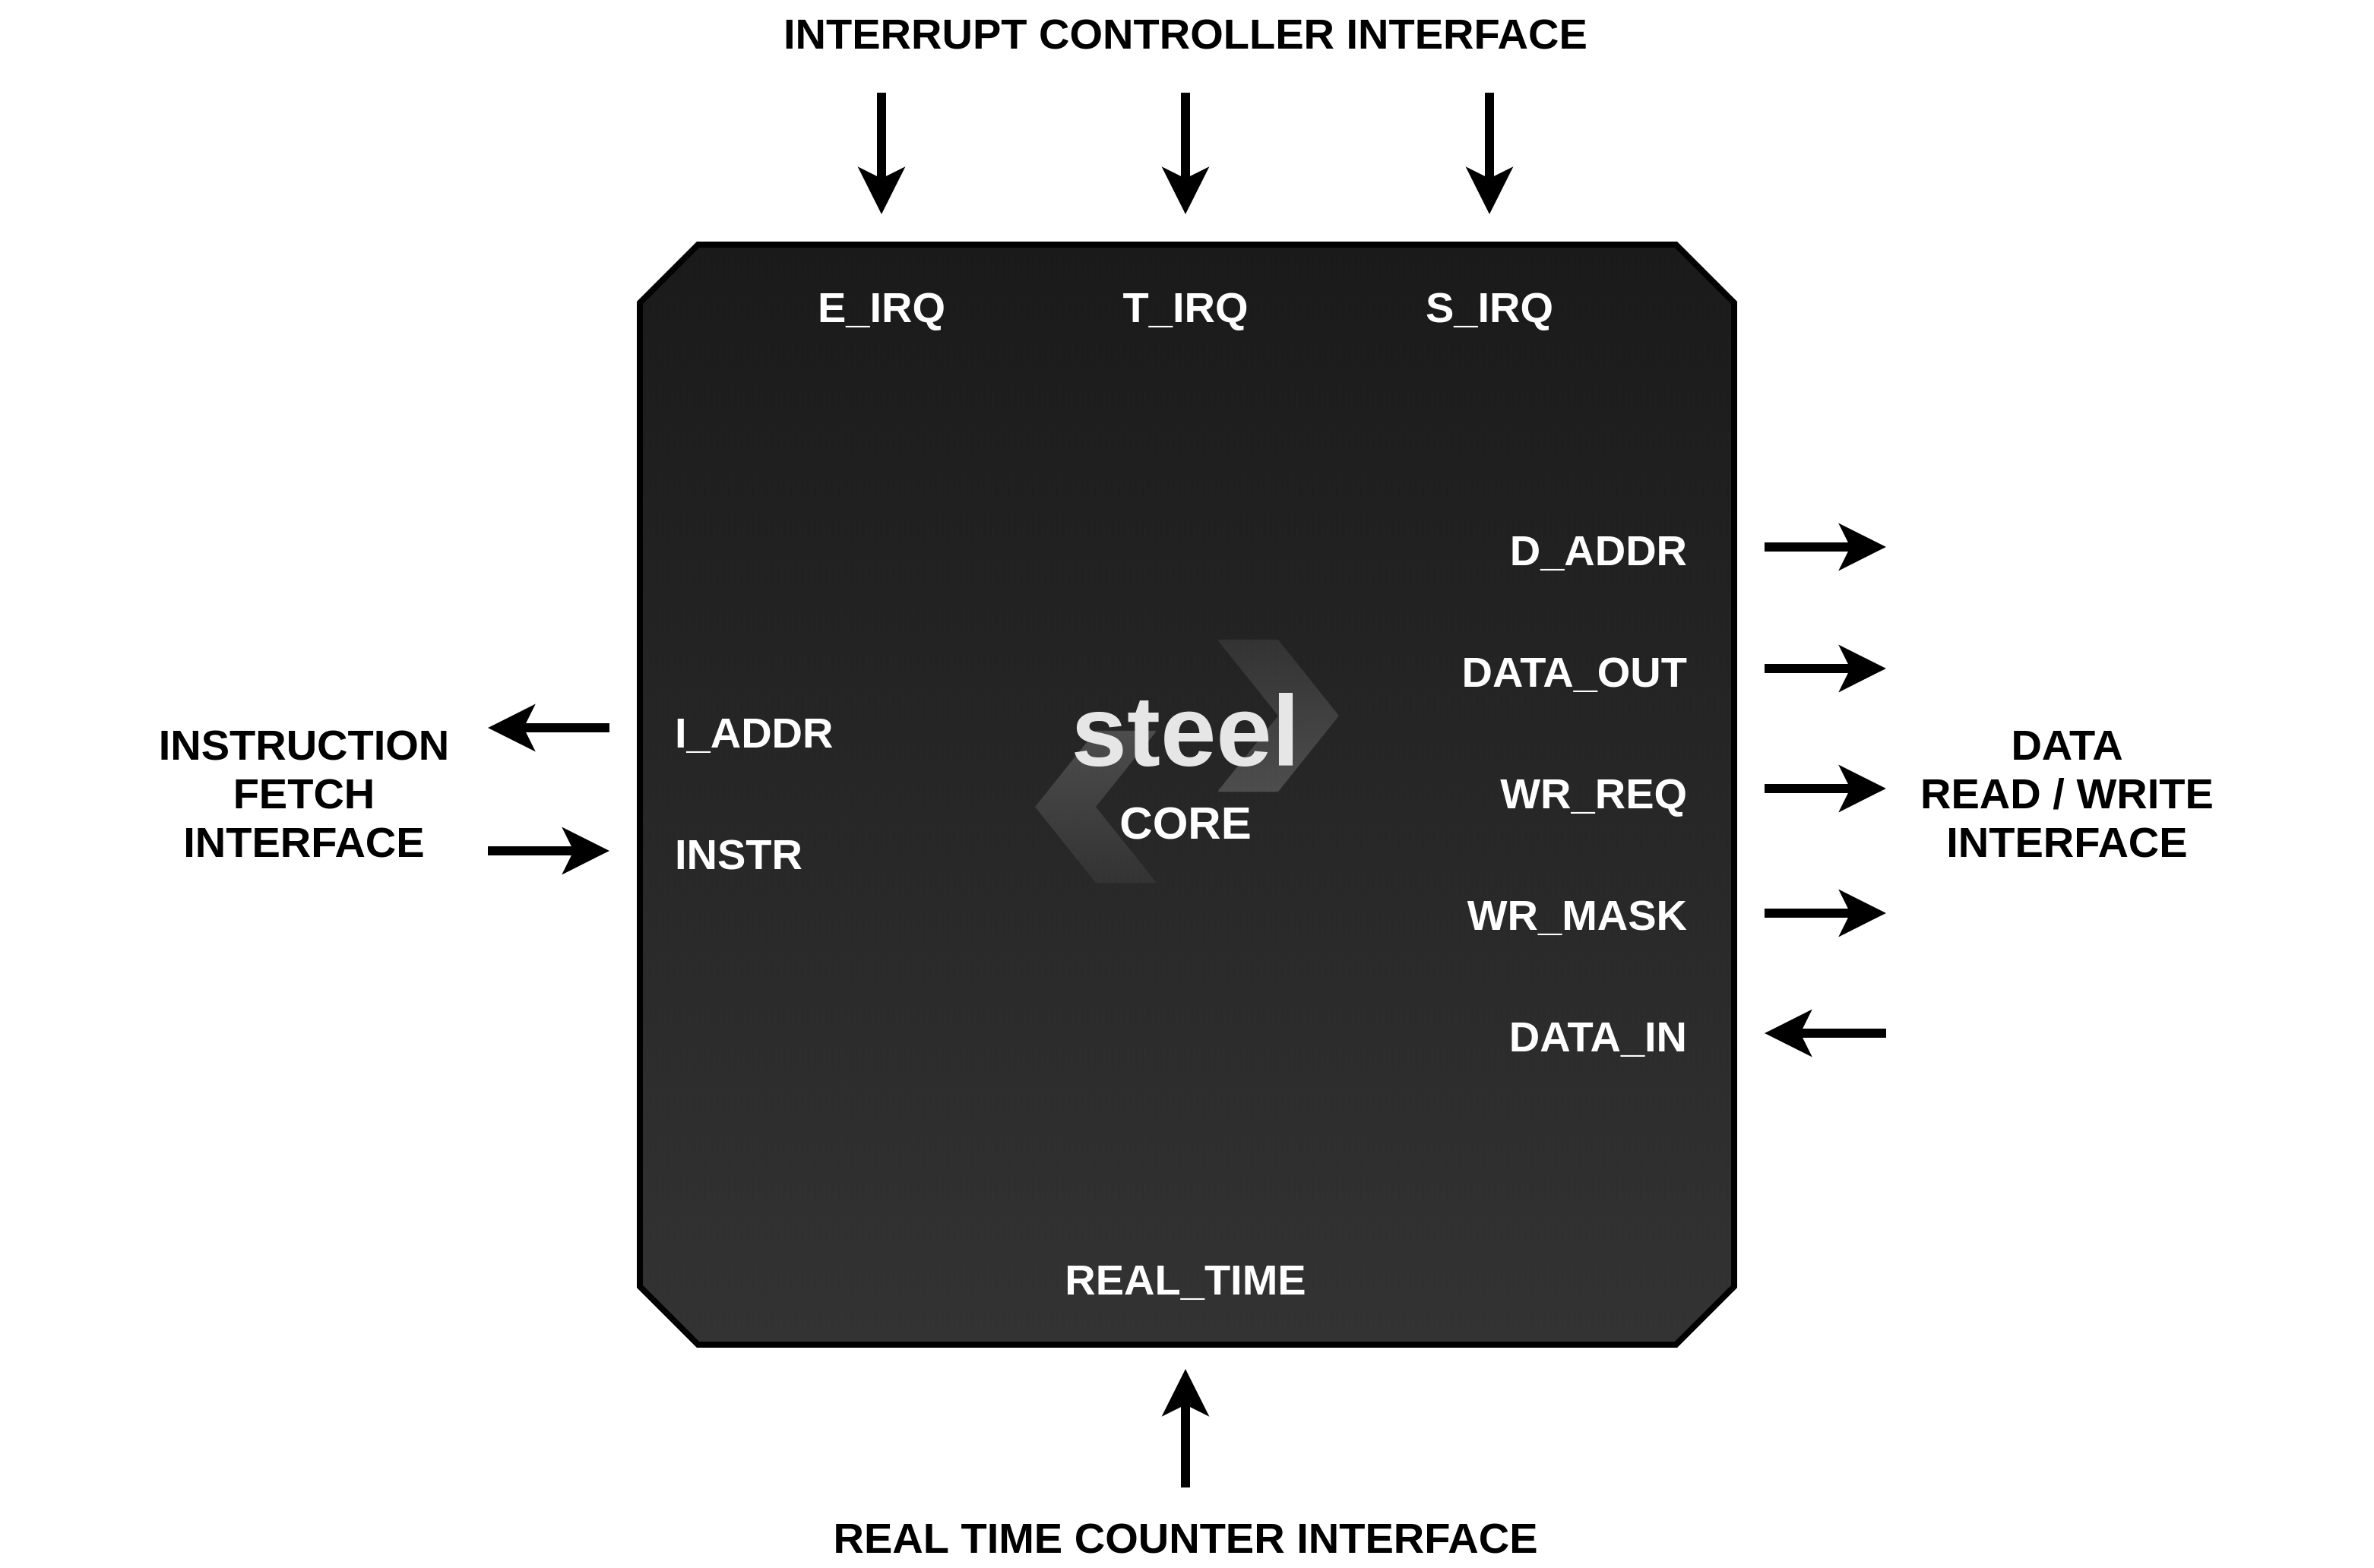 INTERRUPT CONTROLLER INTERFACE
E_IRQ T_IRQ S_IRQ
D_ADDR
DATA_OUT
I_ADDR
INSTR
INSTRUCTION
FETCH
INTERFACE
steel
CORE
WR_REQ
WR_MASK
DATA_IN
DATA
READ / WRITE
INTERFACE
REAL_TIME
REAL TIME COUNTER INTERFACE